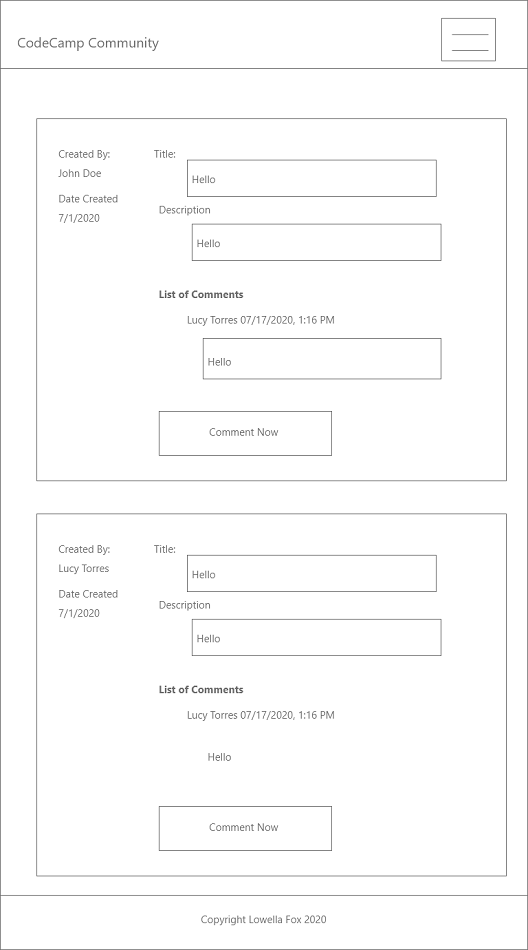 CodeCamp Community
Created By:
John Doe
Date Created
7/1/2020
Title:
Hello
Description
Hello
List of Comments
Lucy Torres 07/17/2020, 1:16 PM
Hello
Comment Now
Created By:
Lucy Torres
Date Created
7/1/2020
Title:
Hello
Description
Hello
List of Comments
Lucy Torres 07/17/2020, 1:16 PM
Hello
Comment Now
Copyright Lowella Fox 2020